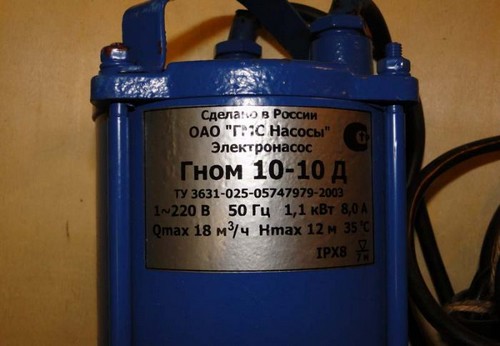 Сделано в России
ОАО "ГМС Насосы"
Электронасос
Гном 10-10 Д
ТУ 3631-025-05747979-2003
1~220 В 50 Гц 1,1 кВт 8,0 А
Qmax 18 м³/ч Hmax 12 м 35°С
IPX8 7 м